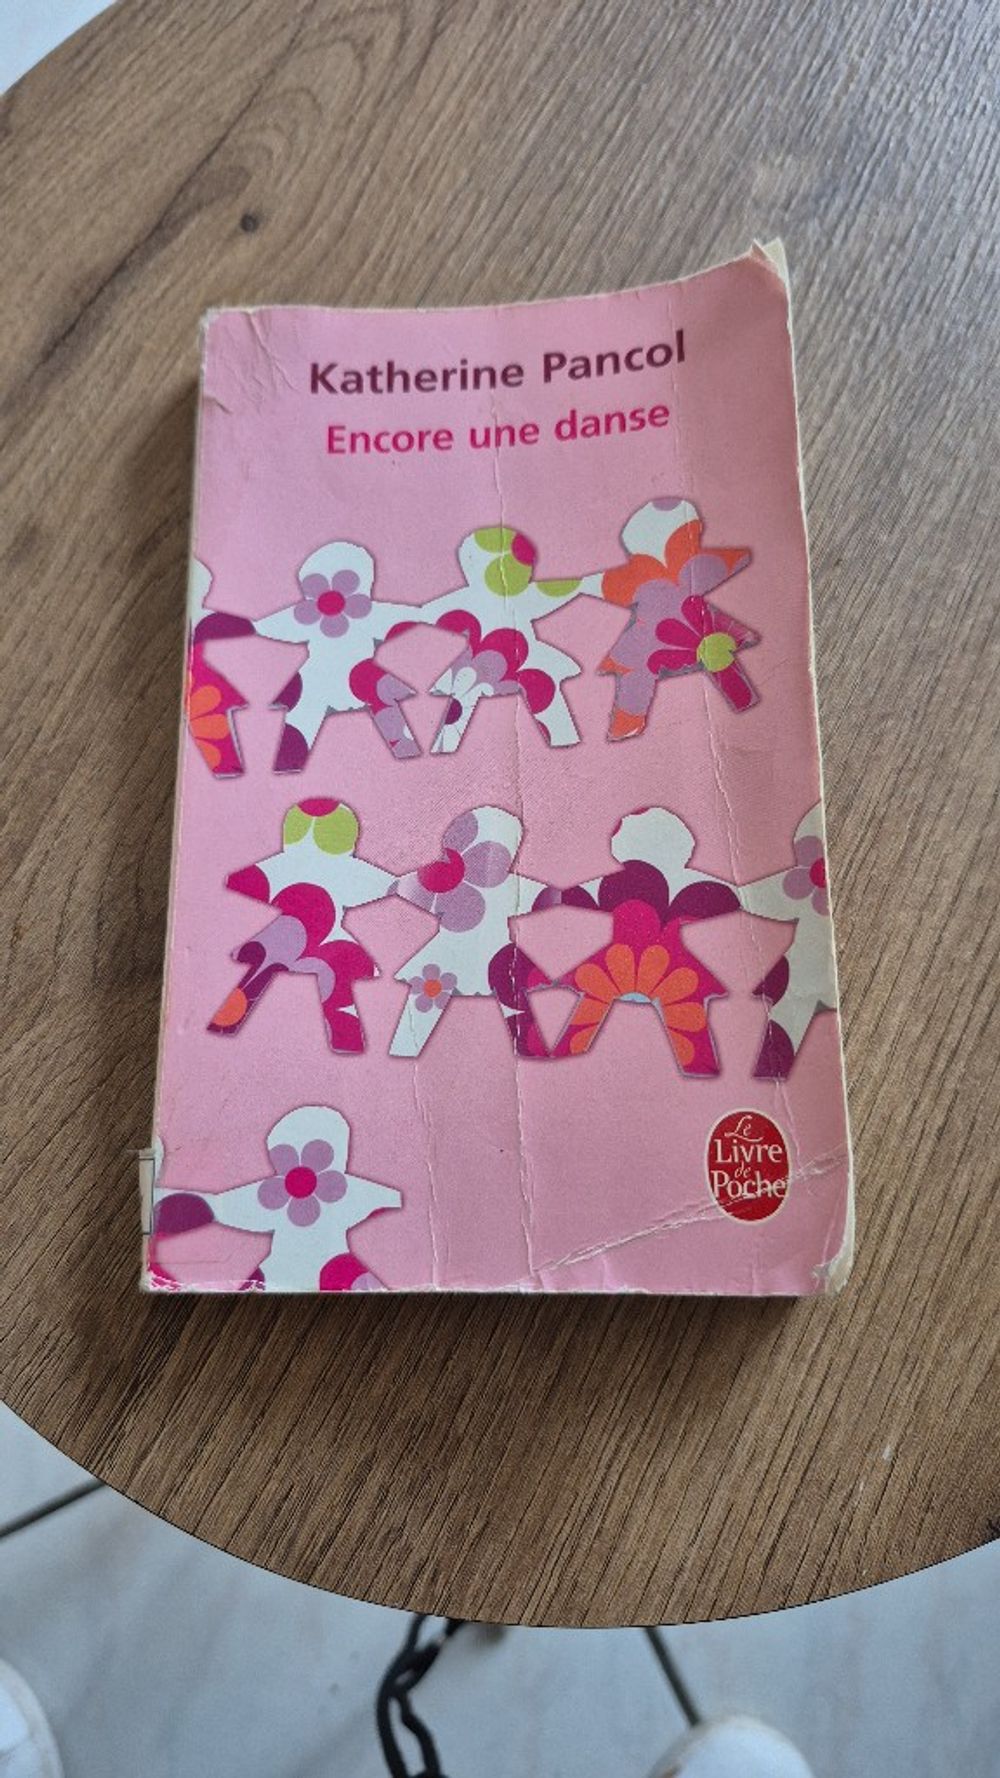 Katherine Pancol
Encore une danse
Le
Livre
de
Poche